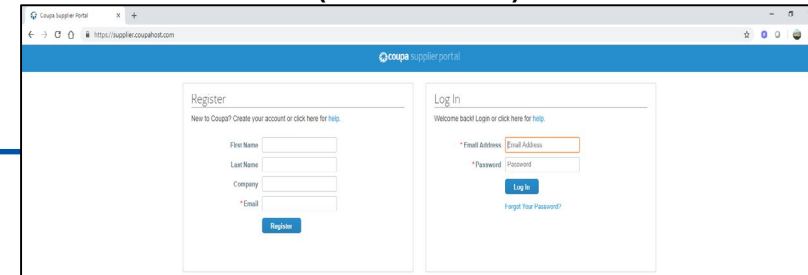 Coupa Supplier Portal
https://supplier.coupahost.com
coupa supplierportal
Register
New to Coupa? Create your account or click here for help.
First Name
Last Name
Company
* Email
Register
Log In
Welcome back! Login or click here for help.
* Email Address Email Address
* Password Password
Log In
Forgot Your Password?